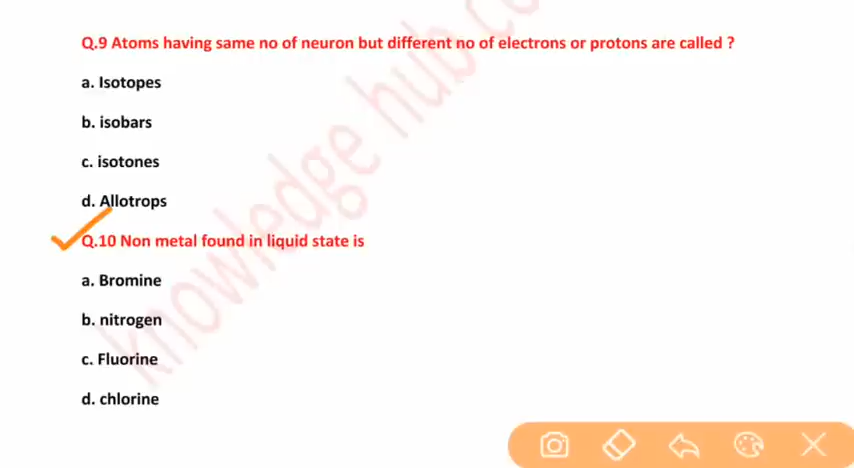 Q.9 Atoms having same no of neuron but different no of electrons or protons are called ?
a. Isotopes
b. isobars
c. isotones
d. Allotrops
Q.10 Non metal found in liquid state is
a. Bromine
b. nitrogen
c. Fluorine
d. chlorine
knowledge hub